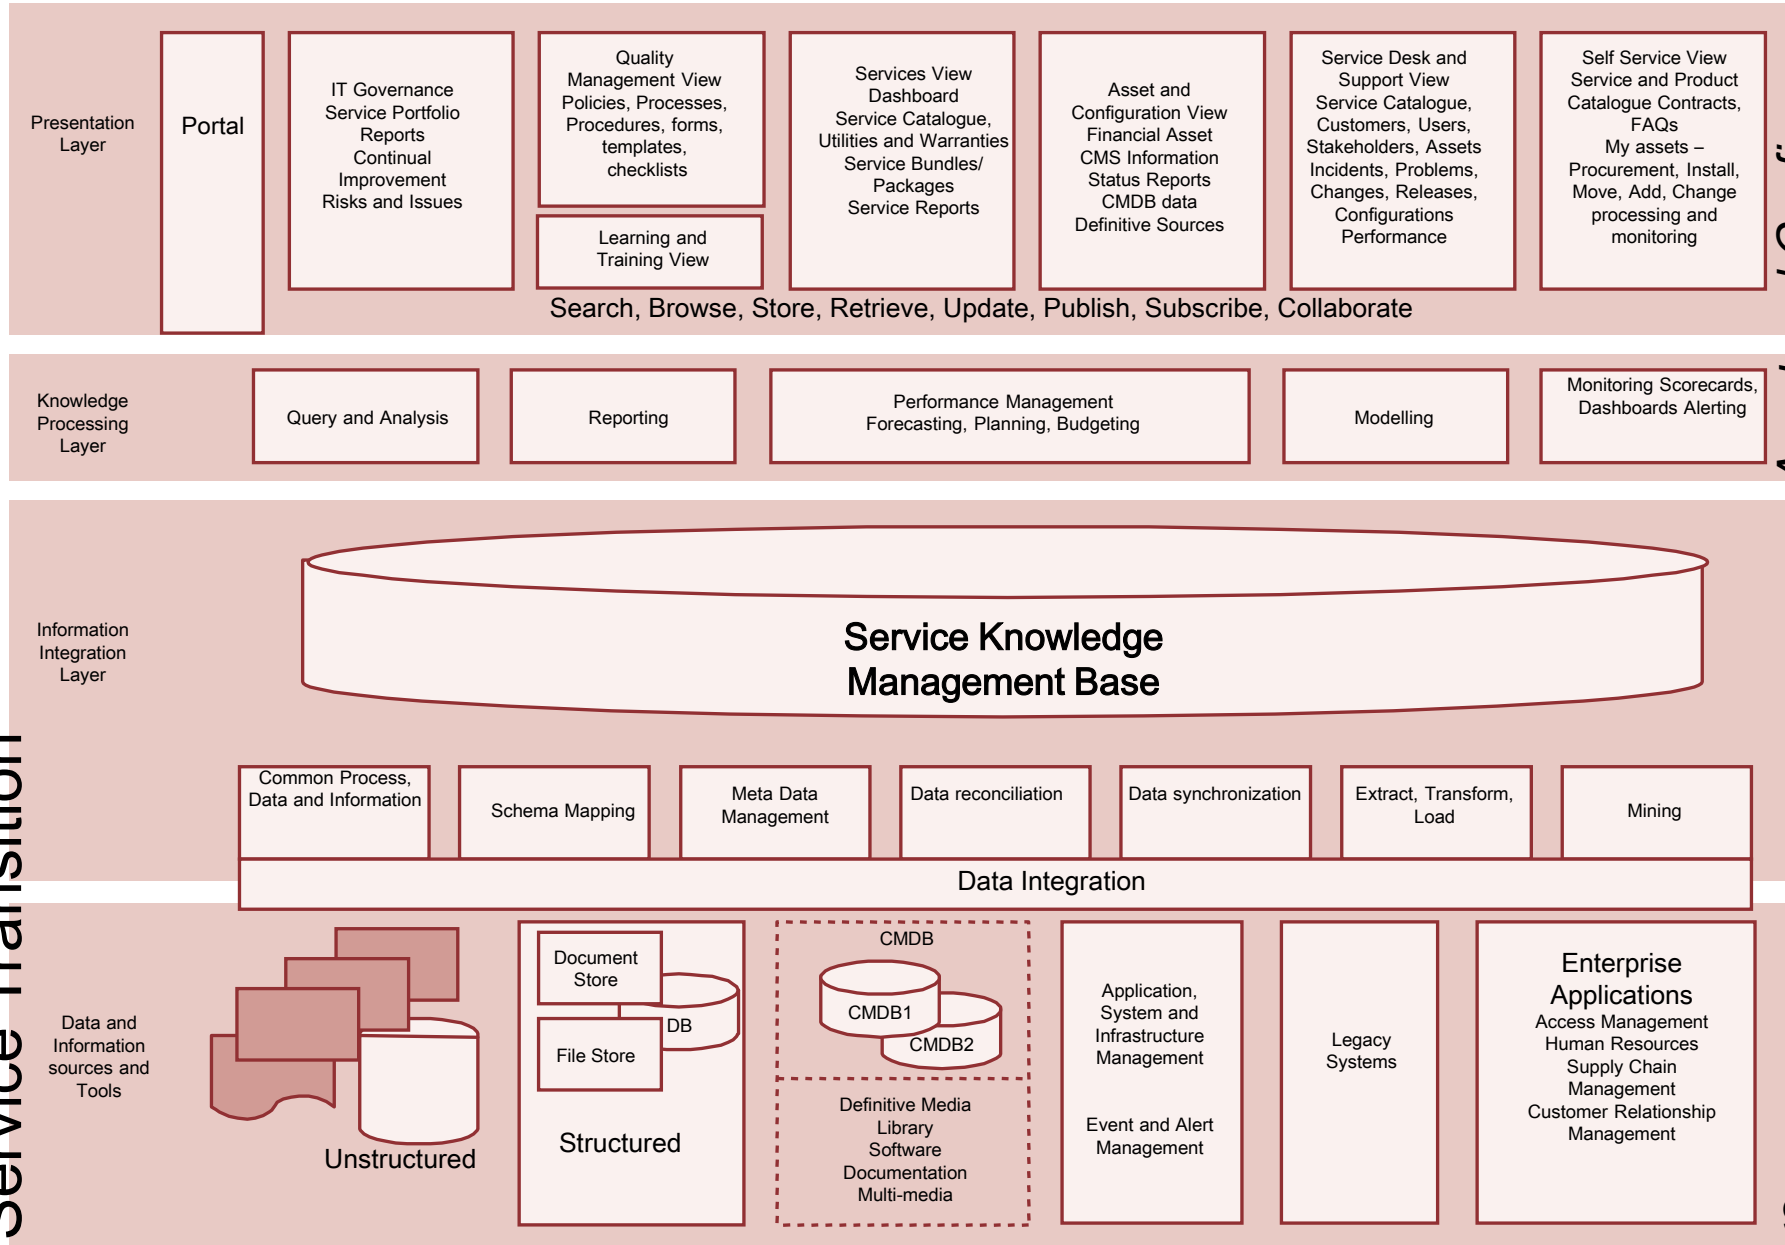 Presentation
Layer
Portal
IT Governance
Service Portfolio
Reports
Continual
Improvement
Risks and Issues
Quality
Management View
Policies, Processes,
Procedures, forms,
templates,
checklists
Learning and
Training View
Services View
Dashboard
Service Catalogue,
Utilities and Warranties
Service Bundles/
Packages
Service Reports
Asset and
Configuration View
Financial Asset
CMS Information
Status Reports
CMDB data
Definitive Sources
Service Desk and
Support View
Service Catalogue,
Customers, Users,
Stakeholders, Assets
Incidents, Problems,
Changes, Releases,
Configurations
Performance
Self Service View
Service and Product
Catalogue Contracts,
FAQs
My assets –
Procurement, Install,
Move, Add, Change
processing and
monitoring
Search, Browse, Store, Retrieve, Update, Publish, Subscribe, Collaborate
Knowledge
Processing
Layer
Query and Analysis
Reporting
Performance Management
Forecasting, Planning, Budgeting
Modelling
Monitoring Scorecards,
Dashboards Alerting
Information
Integration
Layer
Service Knowledge
Management Base
Common Process,
Data and Information
Schema Mapping
Meta Data
Management
Data reconciliation
Data synchronization
Extract, Transform,
Load
Mining
Data Integration
Data and
Information
sources and
Tools
Unstructured
Document
Store
DB
File Store
Structured
CMDB
CMDB1
CMDB2
Definitive Media
Library
Software
Documentation
Multi-media
Application,
System and
Infrastructure
Management
Event and Alert
Management
Legacy
Systems
Enterprise
Applications
Access Management
Human Resources
Supply Chain
Management
Customer Relationship
Management
Service Transition